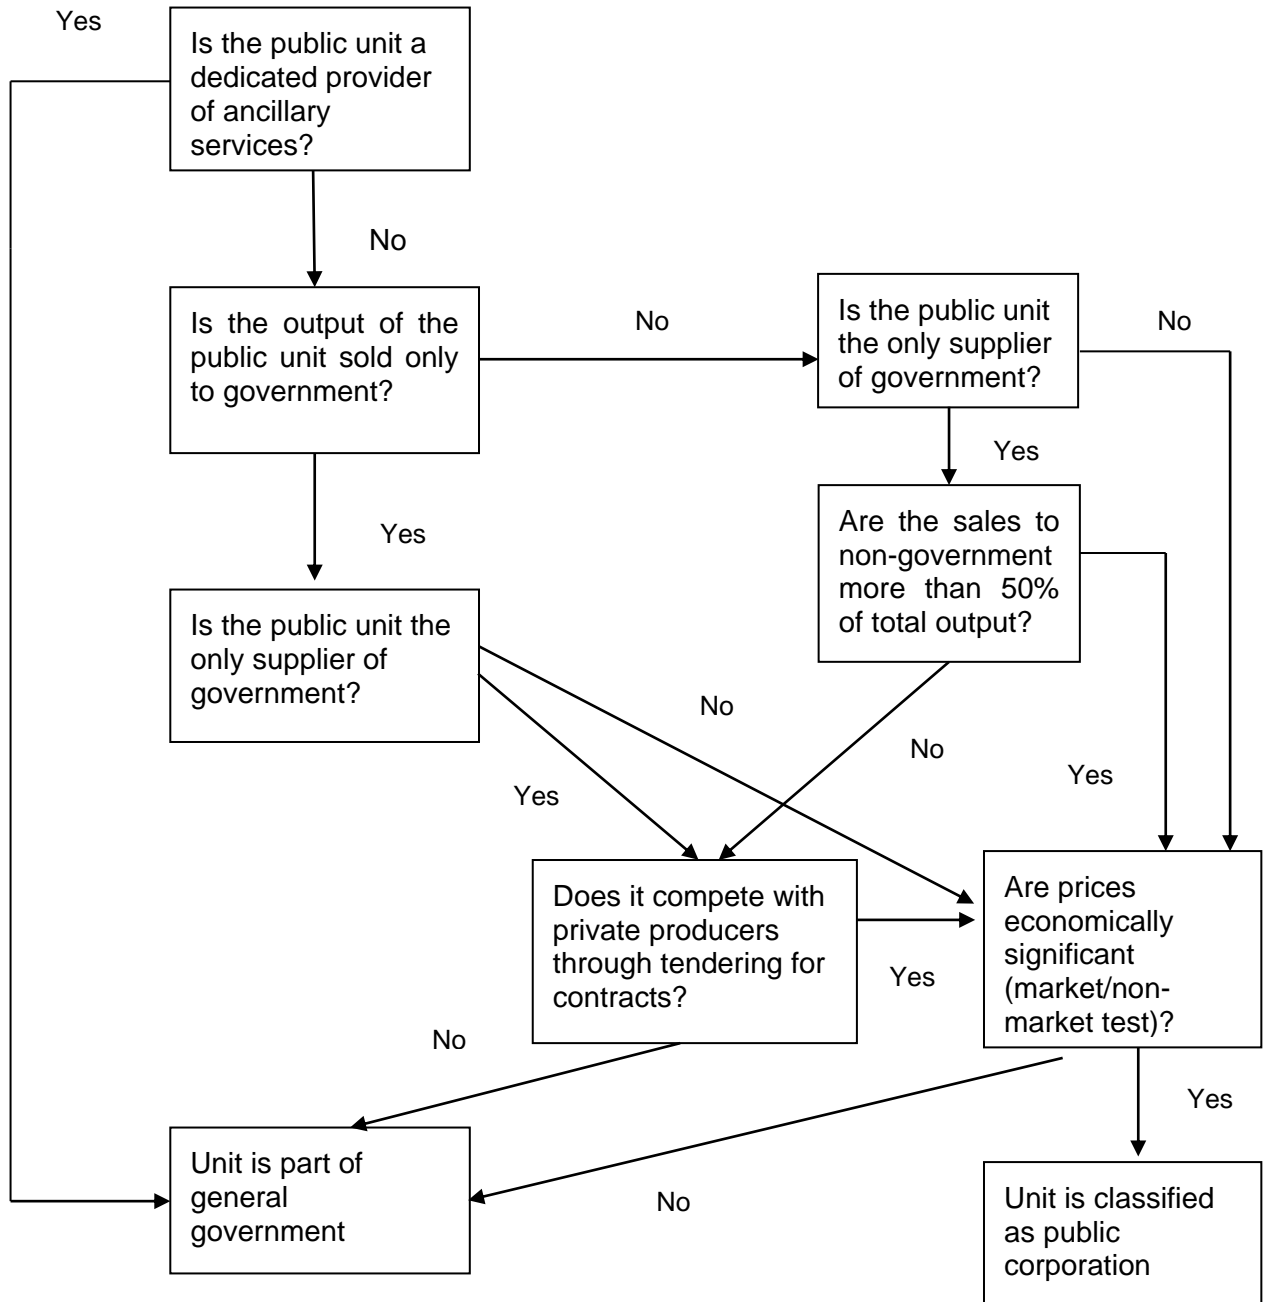 Yes
Is the public unit a
dedicated provider
of ancillary
services?
No
Is the output of the
public unit sold only
to government?
No
Is the public unit
the only supplier
of government?
No
Yes
Are the sales to
non-government
more than 50%
of total output?
Yes
Is the public unit the
only supplier of
government?
No
No
Yes
Yes
Does it compete with
private producers
through tendering for
contracts?
Yes
Are prices
economically
significant
(market/non-
market test)?
No
Yes
Unit is part of
general
government
No
Unit is classified
as public
corporation